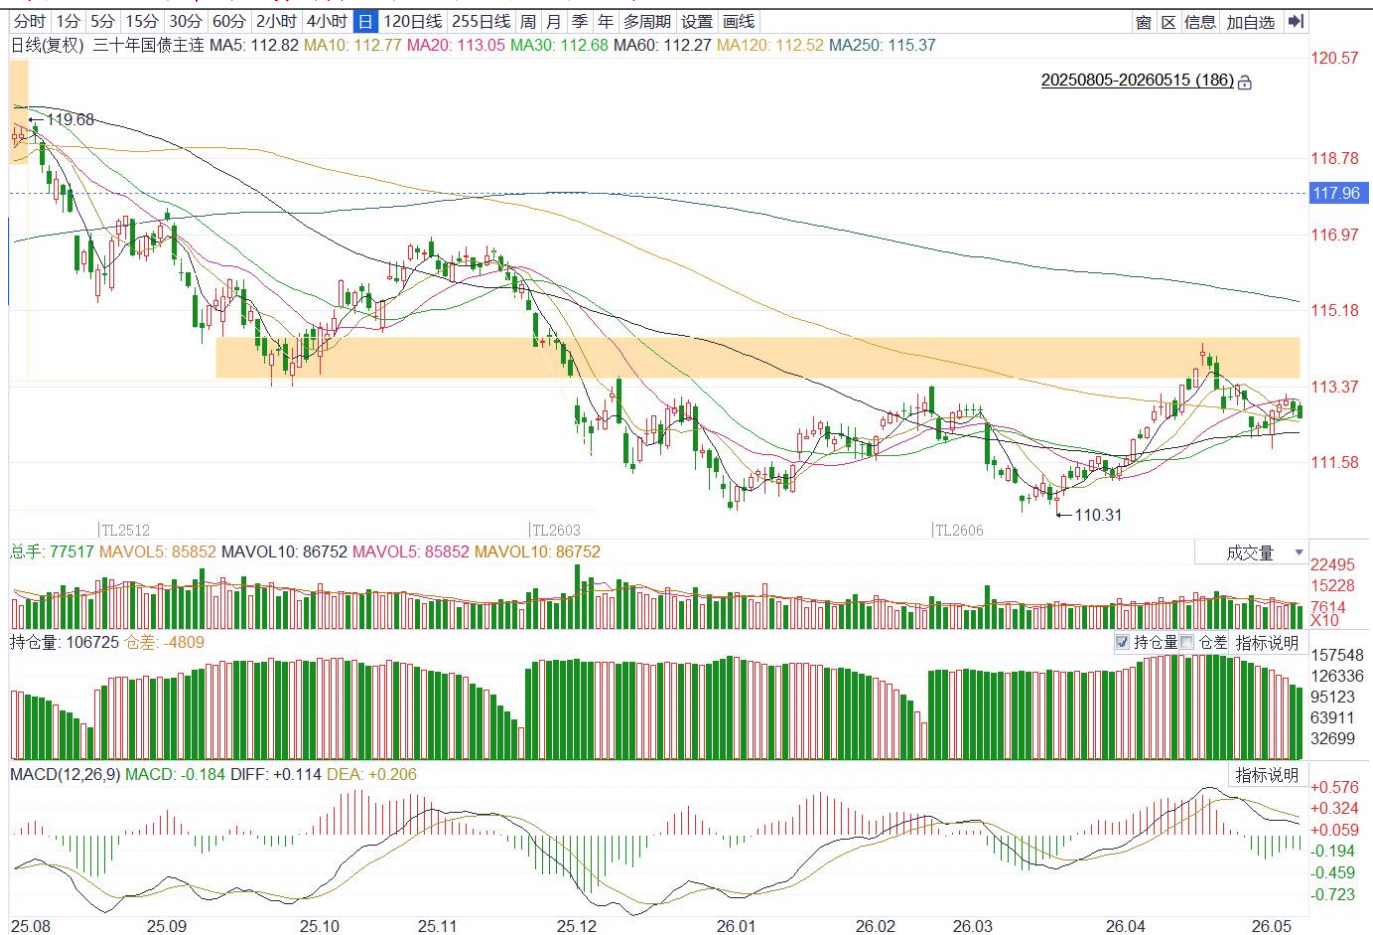 分时 1分 5分 15分 30分 60分 2小时 4小时 日 120日线 255日线 周 月 季 年 多周期 设置 画线 窗 区 信息 加自选
日线(复权) 三十年国债主连 MA5: 112.82 MA10: 112.77 MA20: 113.05 MA30: 112.68 MA60: 112.27 MA120: 112.52 MA250: 115.37
120.57
20250805-20260515 (186)
119.68
118.78
117.96
116.97
115.18
113.37
111.58
110.31
TL2512 TL2603 TL2606
总手: 77517 MAVOL5: 85852 MAVOL10: 86752 MAVOL5: 85852 MAVOL10: 86752
成交量
22495
15228
7614
X10
持仓量: 106725 仓差: -4809
持仓量 仓差 指标说明
157548
126336
95123
63911
32699
MACD(12,26,9) MACD: -0.184 DIFF: +0.114 DEA: +0.206
指标说明
+0.576
+0.324
+0.059
-0.194
-0.459
-0.723
25.08 25.09 25.10 25.11 25.12 26.01 26.02 26.03 26.04 26.05